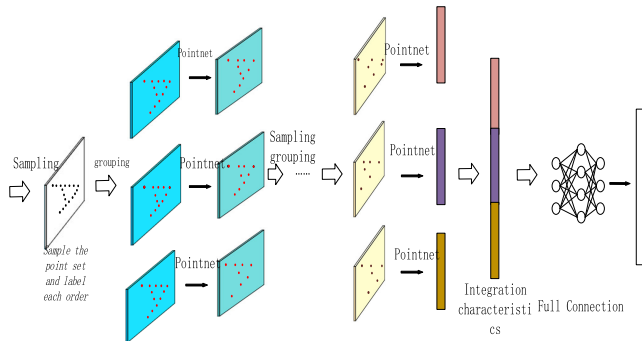 Sampling
Sample the
point set
and label
each order
grouping
Pointnet
Pointnet
Pointnet
Sampling
grouping
......
Pointnet
Pointnet
Pointnet
Integration
characteristi
cs
Full Connection